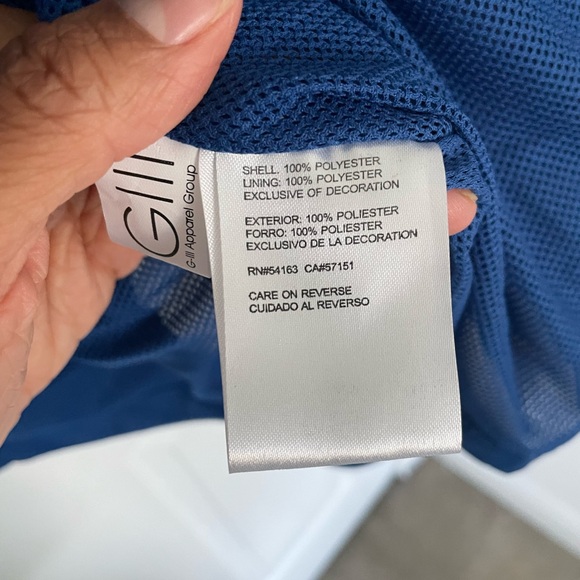 GIII
G-III Apparel Group
SHELL. 100% POLYESTER
LINING: 100% POLYESTER
EXCLUSIVE OF DECORATION
EXTERIOR: 100% POLIESTER
FORRO: 100% POLIESTER
EXCLUSIVO DE LA DECORATION
RN#54163 CA#57151
CARE ON REVERSE
CUIDADO AL REVERSO